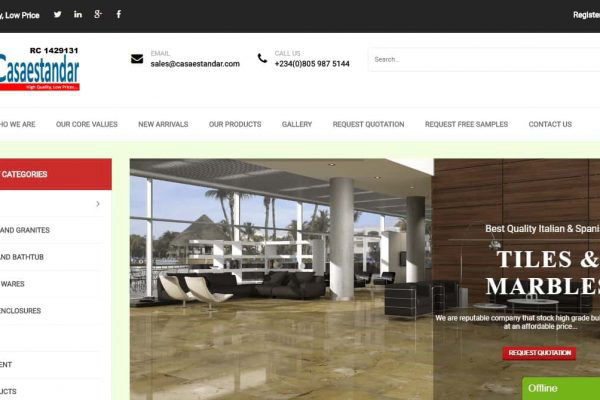 , Low Price
Register
RC 1429131
Casaestandar
High Quality, Low Prices...
EMAIL
sales@casaestandar.com
CALL US
+234(0)805 987 5144
Search...
HO WE ARE
OUR CORE VALUES
NEW ARRIVALS
OUR PRODUCTS
GALLERY
REQUEST QUOTATION
REQUEST FREE SAMPLES
CONTACT US
CATEGORIES
AND GRANITES
AND BATHTUB
WARES
ENCLOSURES
ENT
UCTS
Best Quality Italian & Spani
TILES &
MARBLES
We are reputable company that stock high grade bui
at an affordable price...
REQUEST QUOTATION
Offline